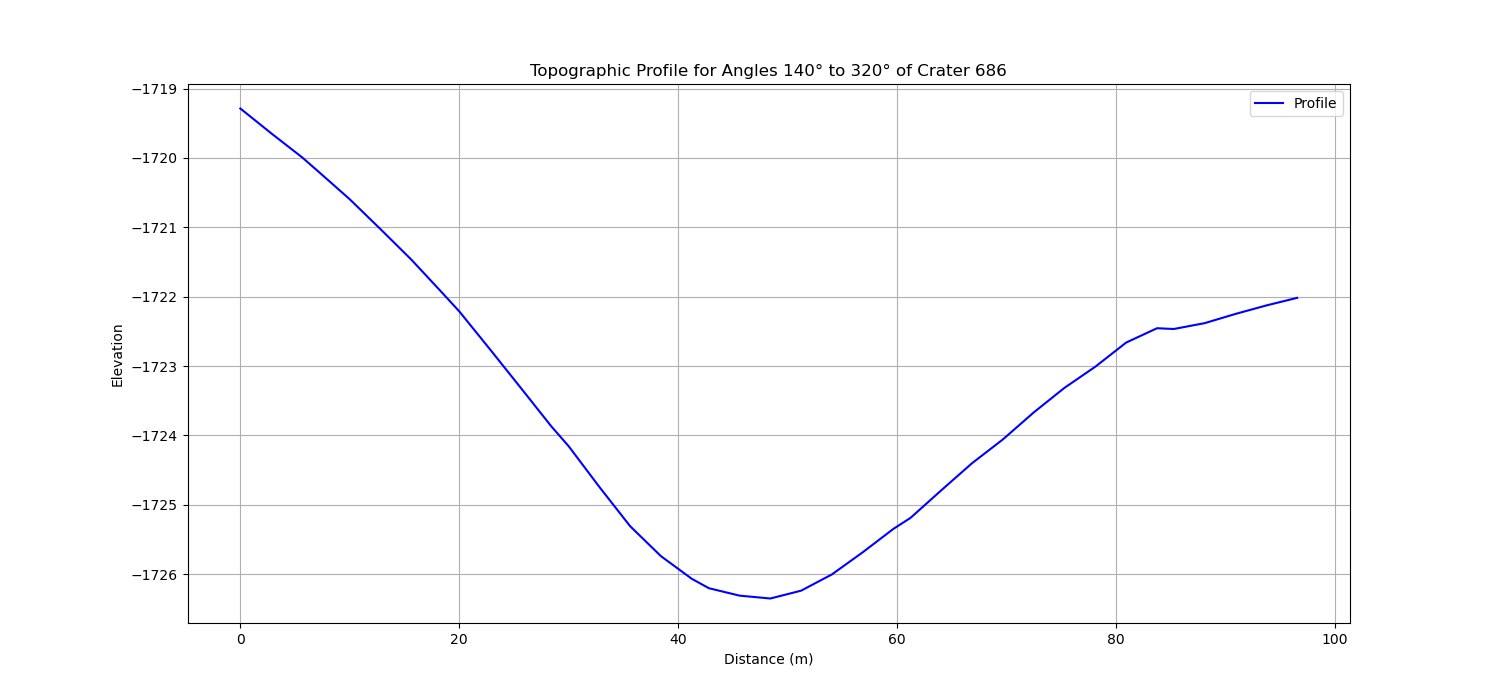 Topographic Profile for Angles 140° to 320° of Crater 686
Profile
Elevation
−1719
−1720
−1721
−1722
−1723
−1724
−1725
−1726
0 20 40 60 80 100
Distance (m)